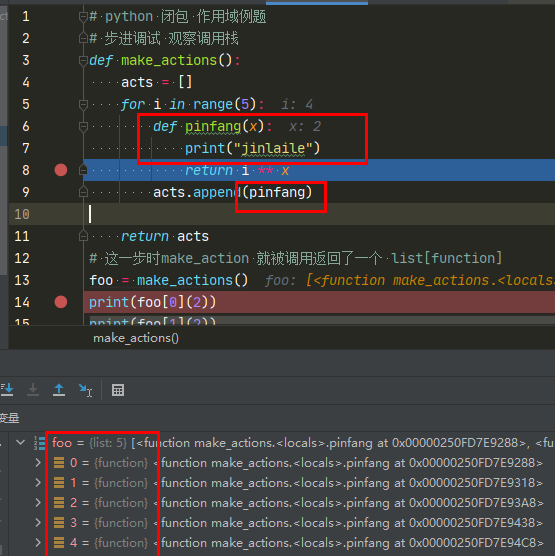 1 # python 闭包 作用域例题
2 # 步进调试 观察调用栈
3 def make_actions():
4 acts = []
5 for i in range(5): i: 4
6 def pinfang(x): x: 2
7 print("jinlaile")
8 return i ** x
9 acts.append(pinfang)
10
11 return acts
12 # 这一步时make_action 就被调用返回了一个 list[function]
13 foo = make_actions() foo: [<function make_actions.<locals>
14 print(foo[0](2))
15 print(foo[1](2))
make_actions()
变量
foo = {list: 5} [<function make_actions.<locals>.pinfang at 0x00000250FD7E9288>, <fu
0 = {function} <function make_actions.<locals>.pinfang at 0x00000250FD7E9288>
1 = {function} <function make_actions.<locals>.pinfang at 0x00000250FD7E9318>
2 = {function} <function make_actions.<locals>.pinfang at 0x00000250FD7E93A8>
3 = {function} <function make_actions.<locals>.pinfang at 0x00000250FD7E9438>
4 = {function} <function make_actions.<locals>.pinfang at 0x00000250FD7E94C8>